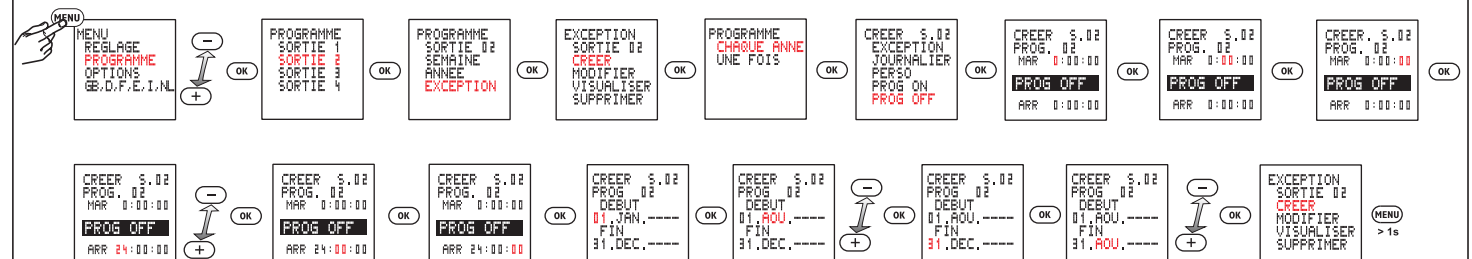 MENU
MENU
REGLAGE
PROGRAMME
OPTIONS
GB,D,F,E,I,NL
−
+
OK
PROGRAMME
SORTIE 1
SORTIE 2
SORTIE 3
SORTIE 4
OK
PROGRAMME
SORTIE 02
SEMAINE
ANNEE
EXCEPTION
OK
EXCEPTION
SORTIE 02
CREER
MODIFIER
VISUALISER
SUPPRIMER
OK
PROGRAMME
CHAQUE ANNE
UNE FOIS
OK
CREER S.02
EXCEPTION
JOURNALIER
PERSO
PROG ON
PROG OFF
OK
CREER S.02
PROG. 02
MAR 0:00:00
PROG OFF
ARR 0:00:00
OK
CREER S.02
PROG. 02
MAR 0:00:00
PROG OFF
ARR 0:00:00
OK
CREER. S.02
PROG. 02
MAR 0:00:00
PROG OFF
ARR 0:00:00
OK
CREER S.02
PROG. 02
MAR 0:00:00
PROG OFF
ARR 24:00:00
−
+
OK
CREER S.02
PROG. 02
MAR 0:00:00
PROG OFF
ARR 24:00:00
OK
CREER S.02
PROG. 02
MAR 0:00:00
PROG OFF
ARR 24:00:00
OK
CREER S.02
PROG 02
DEBUT
01.JAN.----
FIN
31.DEC.----
OK
CREER S.02
PROG 02
DEBUT
01.AOU.----
FIN
31.DEC.----
−
+
OK
CREER S.02
PROG 02
DEBUT
01.AOU.----
FIN
31.DEC.----
OK
CREER S.02
PROG 02
DEBUT
01.AOU.----
FIN
31.AOU.----
−
+
OK
EXCEPTION
SORTIE 02
CREER
MODIFIER
VISUALISER
SUPPRIMER
MENU
> 1s